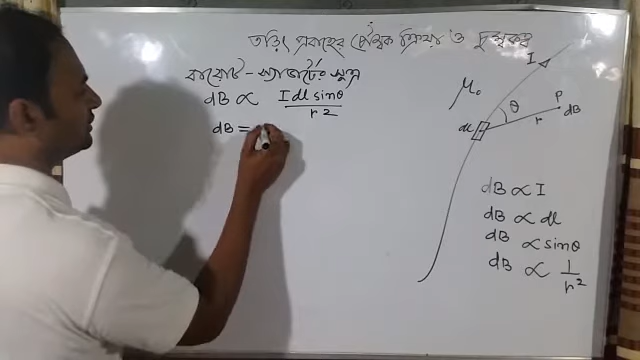 তড়িৎ প্রবাহের চৌম্বক ক্রিয়া ও চুম্বকত্ব
বায়োট-স্যাভার্টের সূত্র
dB ∝ I dl sinθ / r²
dB =
I
μ₀
θ
P
dB
r
dl
dB ∝ I
dB ∝ dl
dB ∝ sinθ
dB ∝ 1/r²